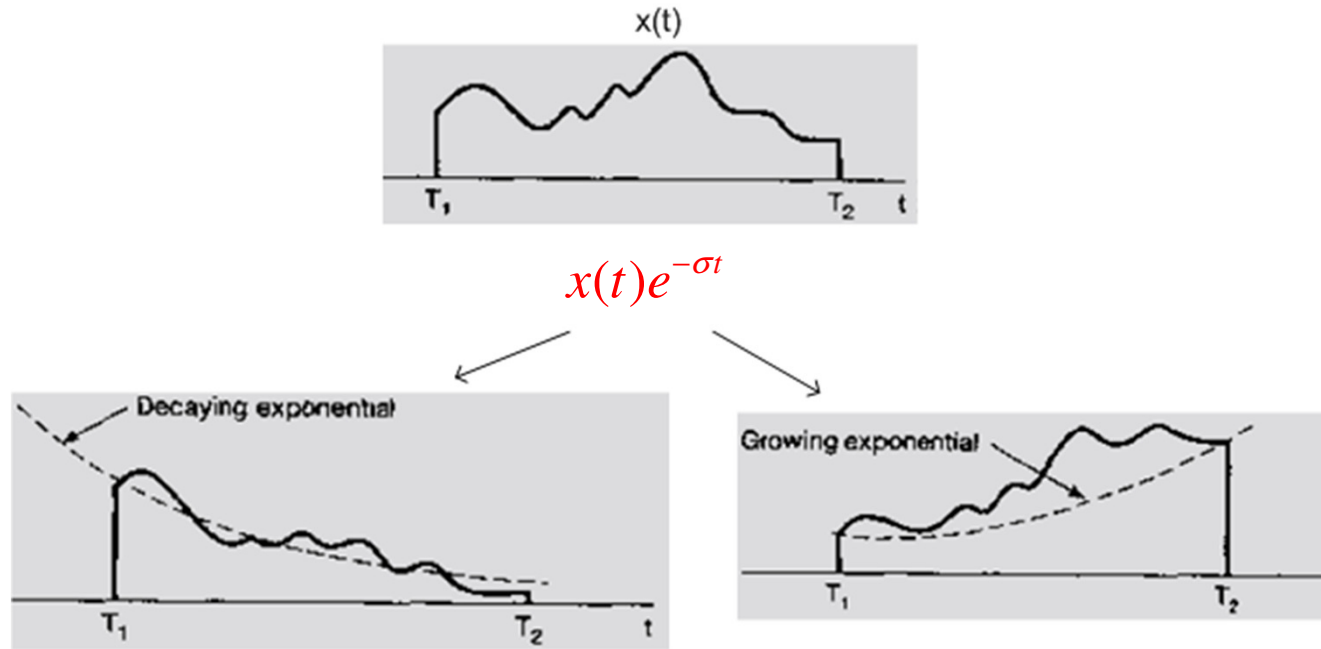 x(t)
T₁ T₂ t
x(t)e^{−σt}
Decaying exponential
T₁ T₂ t
Growing exponential
T₁ T₂